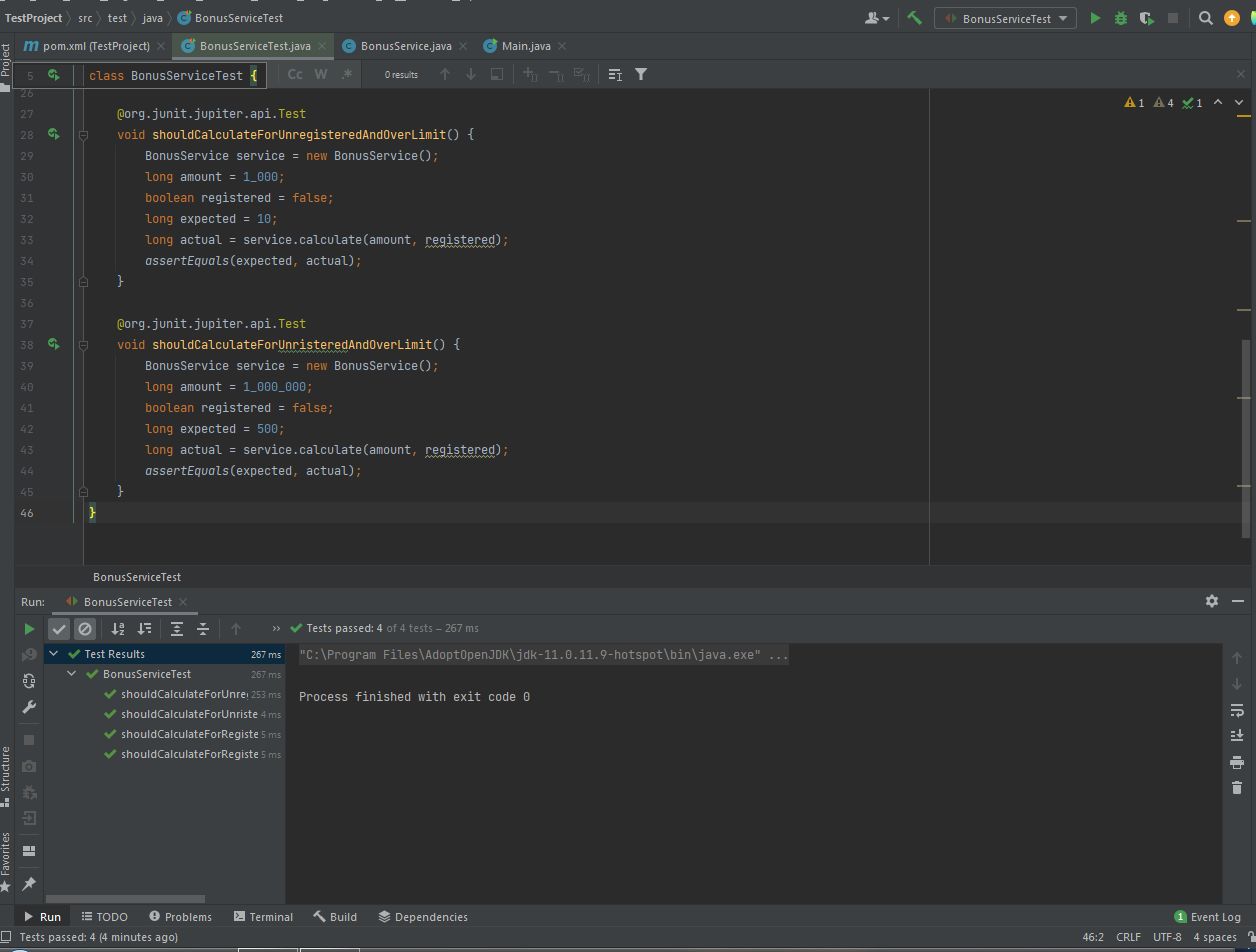 TestProject src test java BonusServiceTest BonusServiceTest
pom.xml (TestProject) BonusServiceTest.java BonusService.java Main.java
5 class BonusServiceTest { Cc W .* 0 results
26
27 @org.junit.jupiter.api.Test 1 4 1
28 void shouldCalculateForUnregisteredAndOverLimit() {
29 BonusService service = new BonusService();
30 long amount = 1_000;
31 boolean registered = false;
32 long expected = 10;
33 long actual = service.calculate(amount, registered);
34 assertEquals(expected, actual);
35 }
36
37 @org.junit.jupiter.api.Test
38 void shouldCalculateForUnristeredAndOverLimit() {
39 BonusService service = new BonusService();
40 long amount = 1_000_000;
41 boolean registered = false;
42 long expected = 500;
43 long actual = service.calculate(amount, registered);
44 assertEquals(expected, actual);
45 }
46 }
BonusServiceTest
Run: BonusServiceTest
Tests passed: 4 of 4 tests – 267 ms
Test Results 267 ms
"C:\Program Files\AdoptOpenJDK\jdk-11.0.11.9-hotspot\bin\java.exe" ...
BonusServiceTest 267 ms
shouldCalculateForUnre 253 ms
Process finished with exit code 0
shouldCalculateForUnriste 4 ms
shouldCalculateForRegiste 5 ms
shouldCalculateForRegiste 5 ms
Project
Structure
Favorites
Run TODO Problems Terminal Build Dependencies 1 Event Log
Tests passed: 4 (4 minutes ago) 46:2 CRLF UTF-8 4 spaces